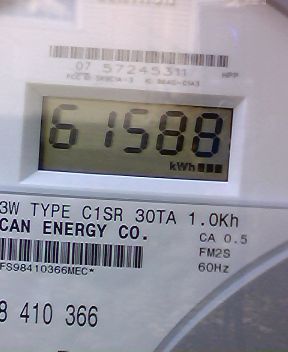 07 57245311 HPP
61588
kWh
3W TYPE C1SR 30TA 1.0Kh
CAN ENERGY CO.
CA 0.5
FM2S
FS98410366MEC*
60Hz
8 410 366